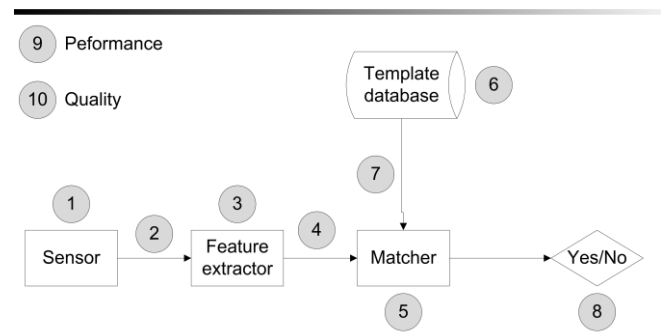 9 Peformance
10 Quality
Template
database
6
7
1
2
3
4
Sensor
Feature
extractor
Matcher
Yes/No
5
8